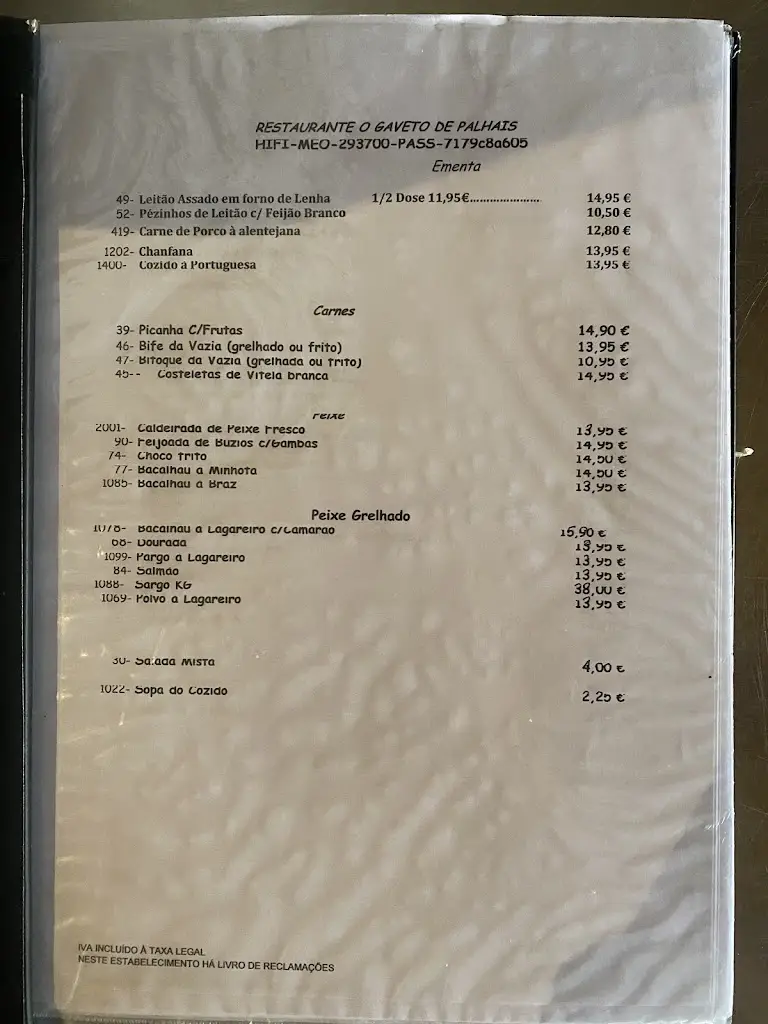 RESTAURANTE O GAVETO DE PALHAIS
HIFI-MEO-293700-PASS-7179c8a605
Ementa
49- Leitão Assado em forno de Lenha 1/2 Dose 11,95€..................... 14,95 €
52- Pézinhos de Leitão c/ Feijão Branco 10,50 €
419- Carne de Porco à alentejana 12,80 €
1202- Chanfana 13,95 €
1400- Cozido à Portuguesa 13,95 €
Carnes
39- Picanha C/Frutas 14,90 €
46- Bife da Vazia (grelhado ou frito) 13,95 €
47- Bitoque da Vazia (grelhada ou frito) 10,95 €
45-- Costeletas de Vitela branca 14,95 €
Peixe
2001- Caldeirada de Peixe Fresco 13,95 €
90- Feijoada de Búzios c/Gambas 14,95 €
74- Choco frito 14,50 €
77- Bacalhau à Minhota 14,50 €
1085- Bacalhau à Braz 13,95 €
Peixe Grelhado
1078- Bacalhau à Lagareiro c/Camarão 15,90 €
68- Dourada 13,95 €
1099- Pargo à Lagareiro 13,95 €
84- Salmão 13,95 €
1088- Sargo KG 38,00 €
1069- Polvo à Lagareiro 13,95 €
30- Salada Mista 4,00 €
1022- Sopa do Cozido 2,25 €
IVA INCLUÍDO À TAXA LEGAL
NESTE ESTABELECIMENTO HÁ LIVRO DE RECLAMAÇÕES